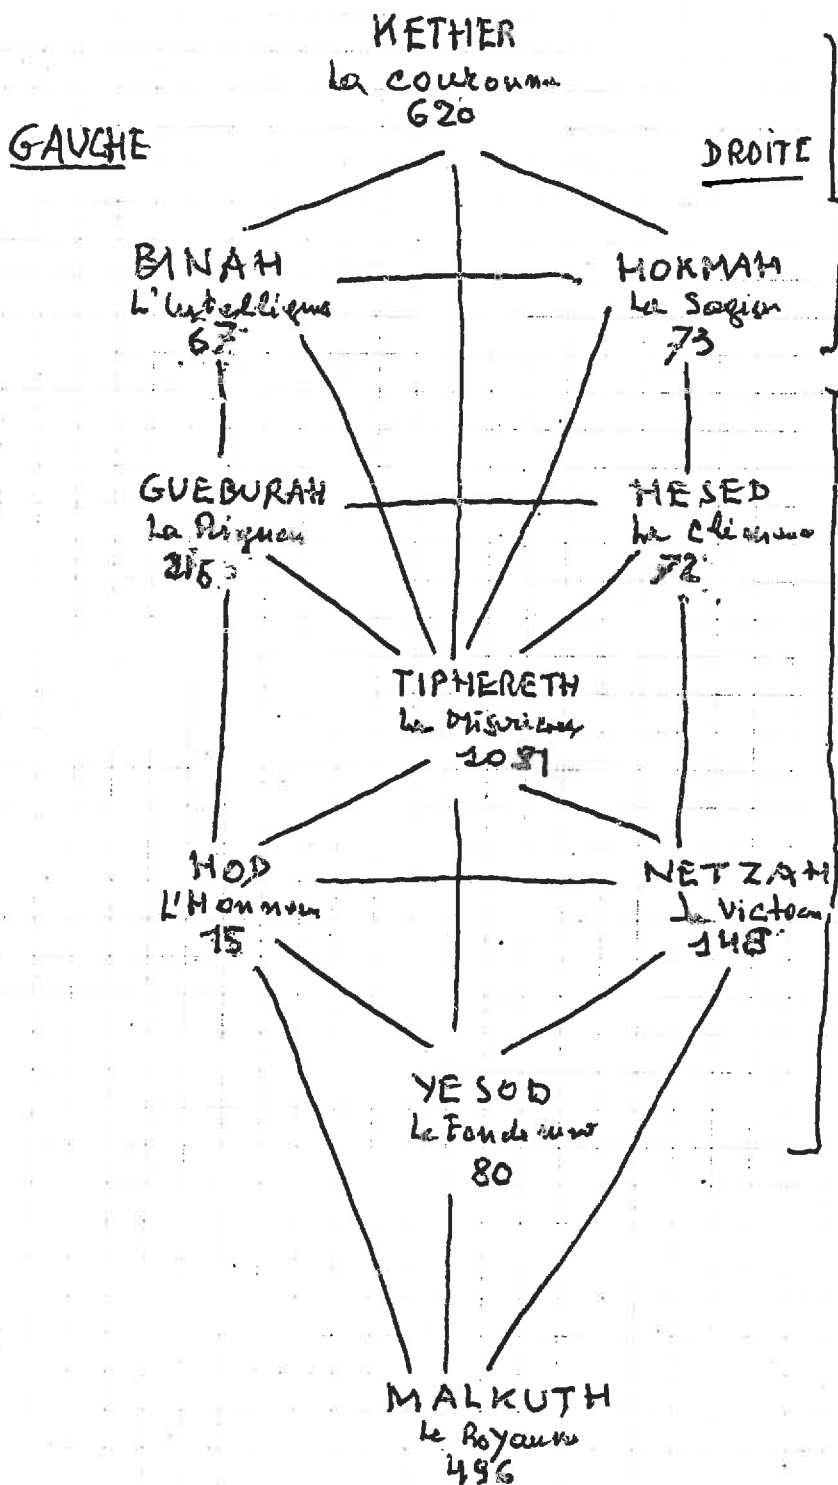 KETHER
La couronne
620
GAUCHE
DROITE
BINAH
L'Intelligence
67
HOKMAH
La Sagesse
73
GUEBURAH
La Rigueur
216
HESED
La Clémence
72
TIPHERETH
La Miséricorde
1081
HOD
L'Honneur
15
NETZAH
La Victoire
148
YESOD
Le Fondement
80
MALKUTH
Le Royaume
496